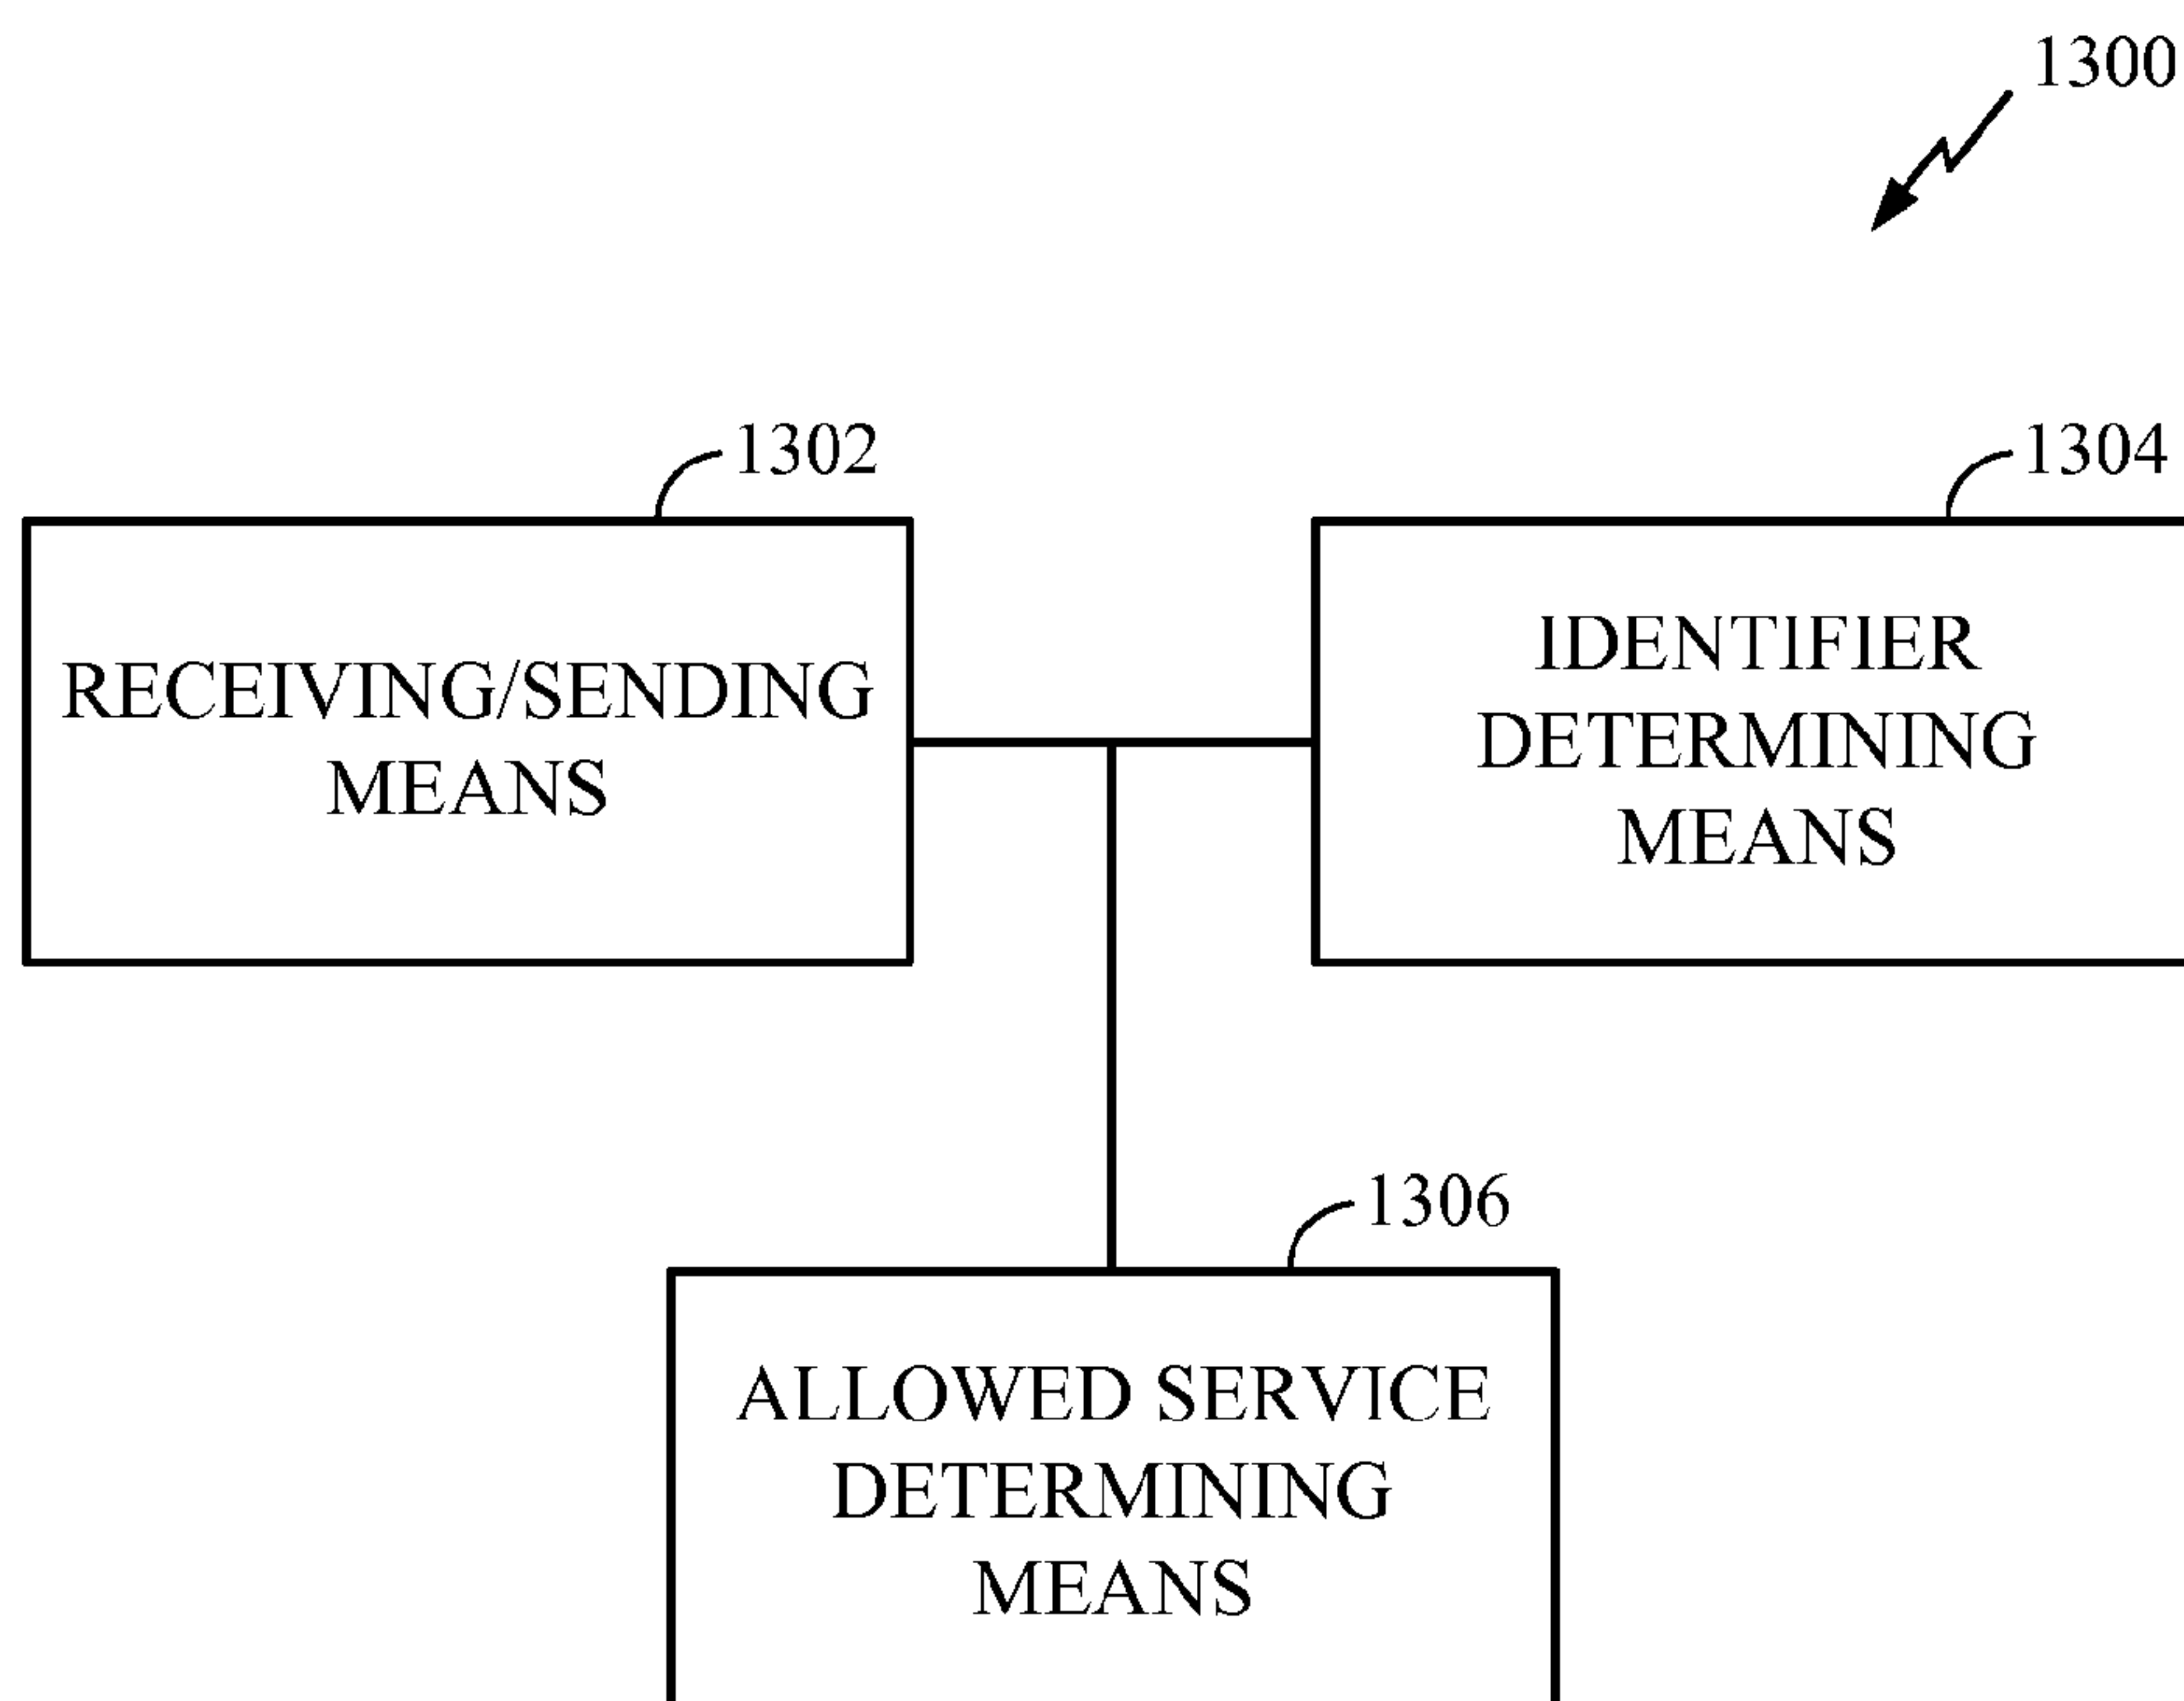 1300
1302
1304
RECEIVING/SENDING
MEANS
IDENTIFIER
DETERMINING
MEANS
1306
ALLOWED SERVICE
DETERMINING
MEANS